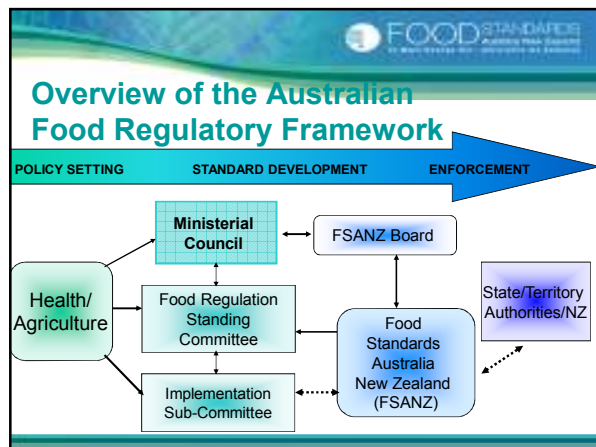 FOOD STANDARDS
Overview of the Australian
Food Regulatory Framework
POLICY SETTING
STANDARD DEVELOPMENT
ENFORCEMENT
Ministerial
Council
FSANZ Board
Health/
Agriculture
Food Regulation
Standing
Committee
State/Territory
Authorities/NZ
Food
Standards
Australia
New Zealand
(FSANZ)
Implementation
Sub-Committee